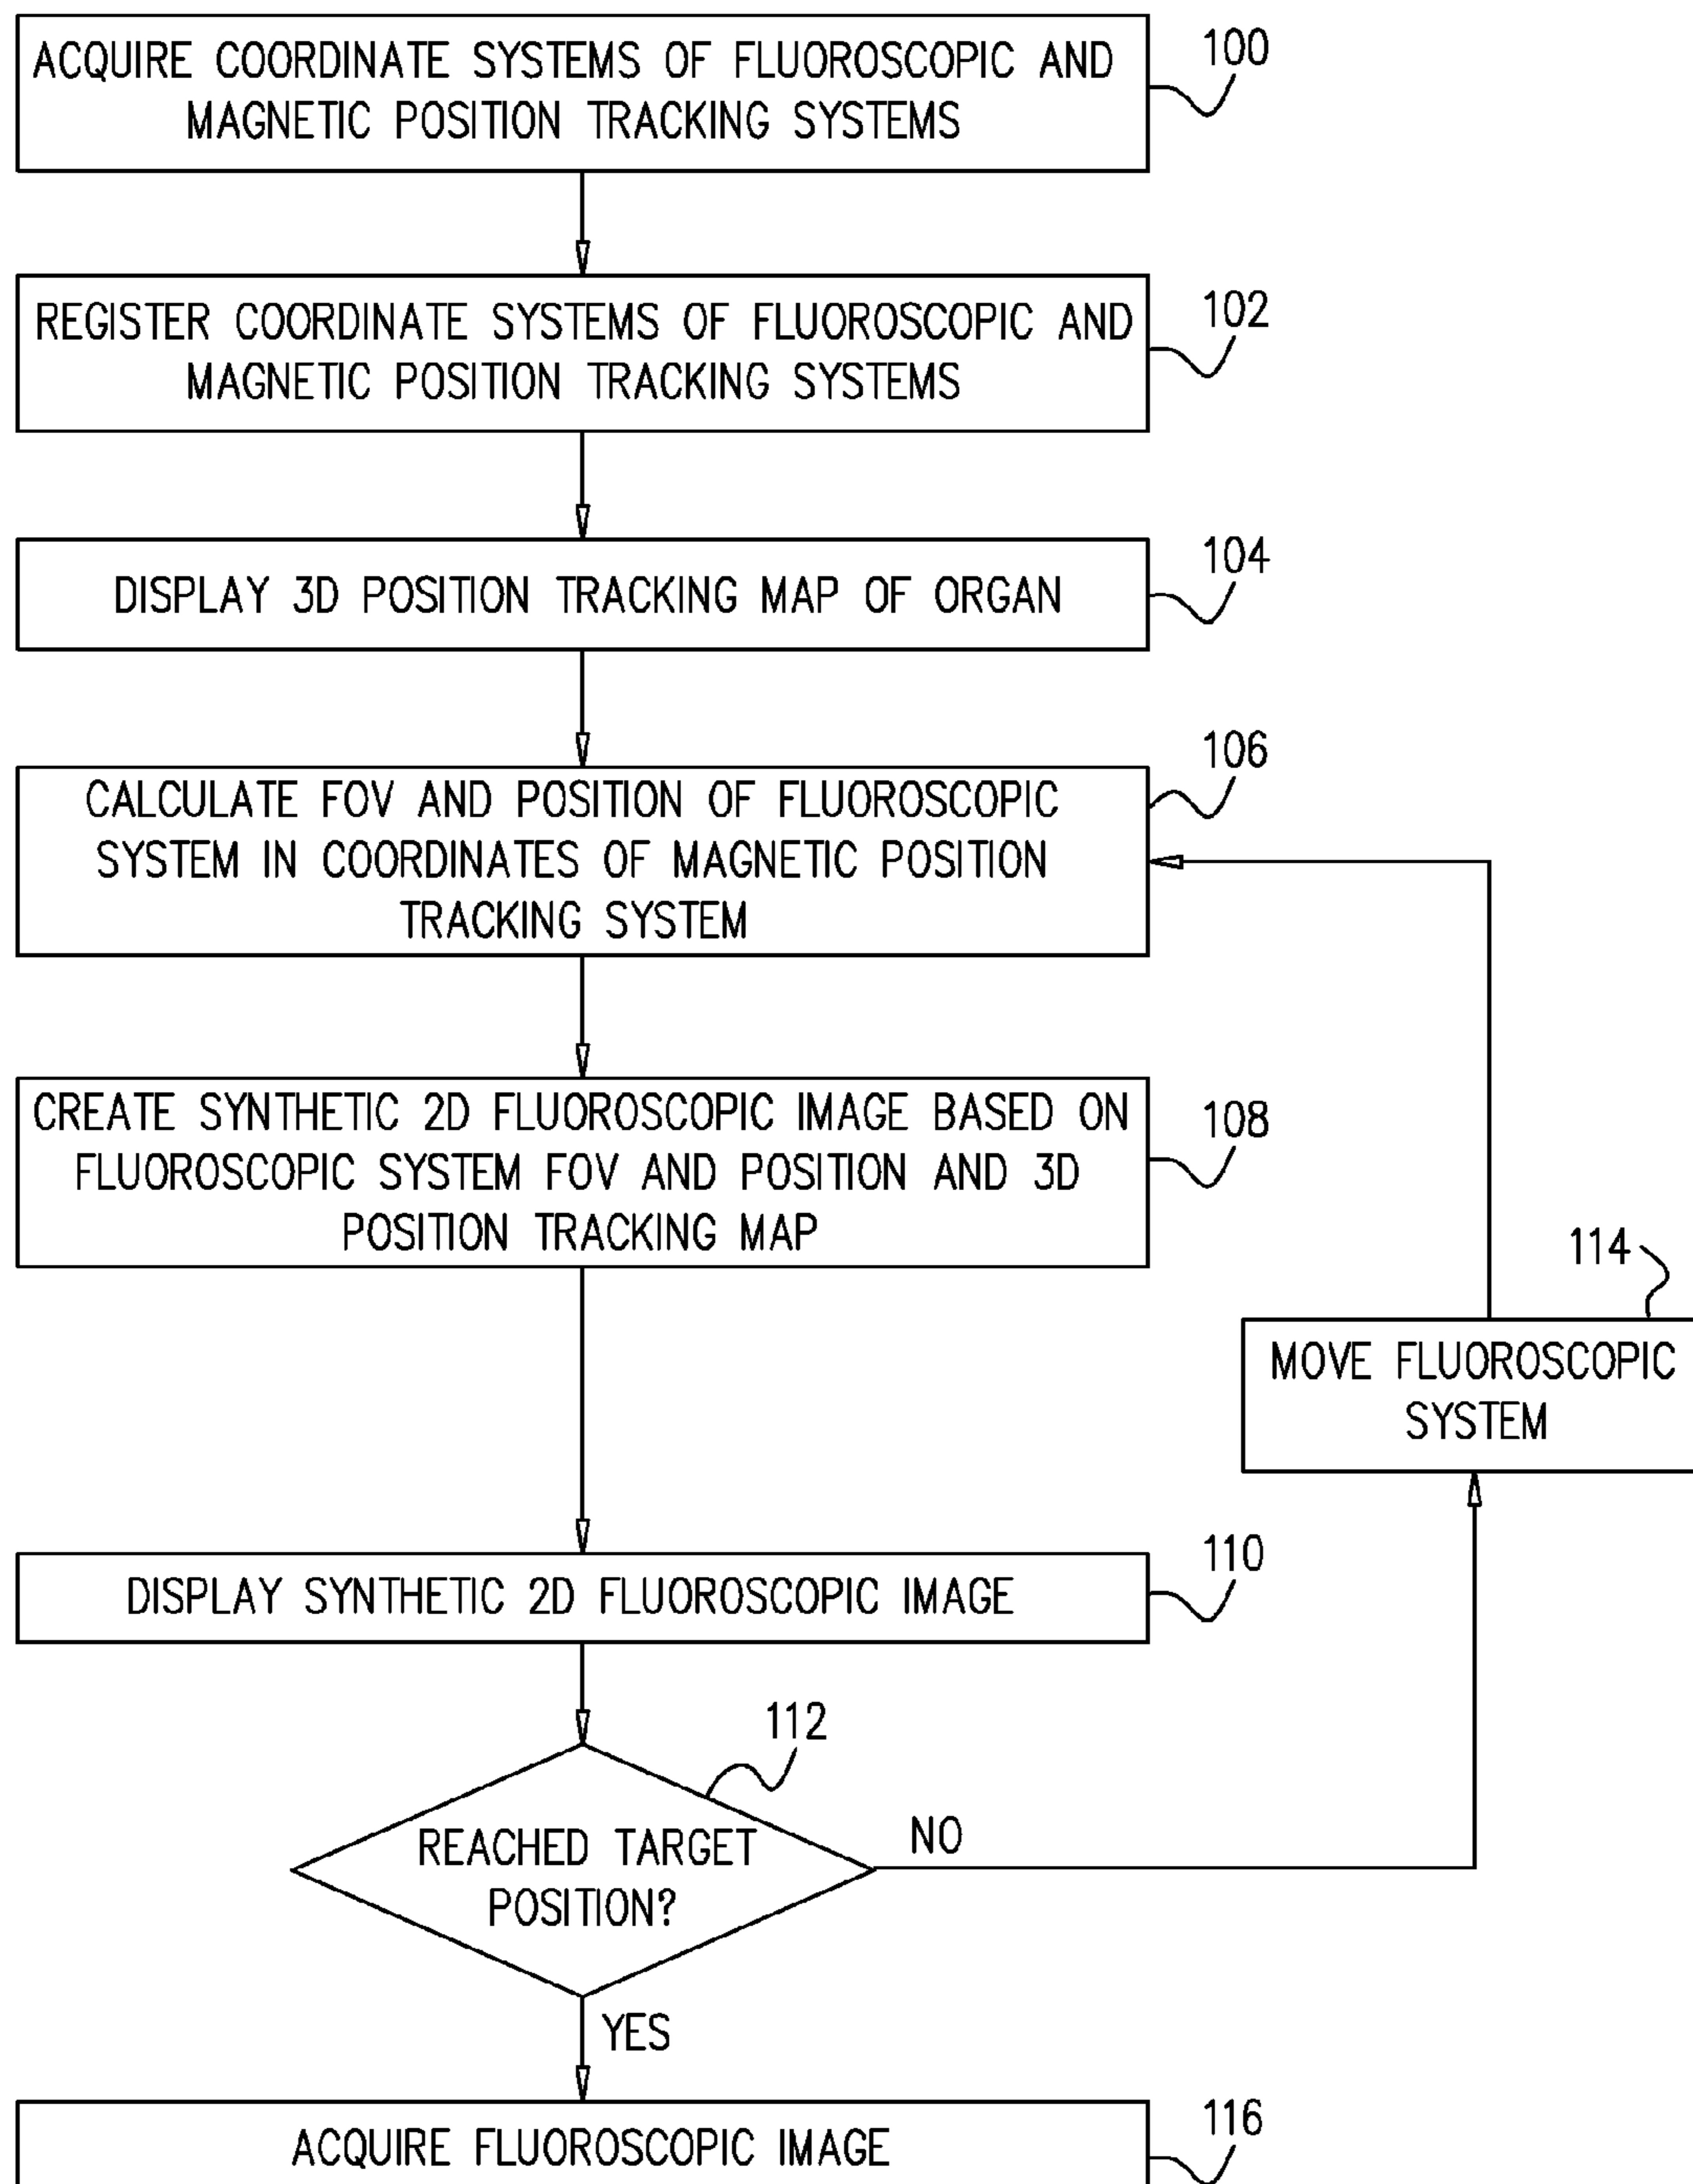 ACQUIRE COORDINATE SYSTEMS OF FLUOROSCOPIC AND
MAGNETIC POSITION TRACKING SYSTEMS
100
REGISTER COORDINATE SYSTEMS OF FLUOROSCOPIC AND
MAGNETIC POSITION TRACKING SYSTEMS
102
DISPLAY 3D POSITION TRACKING MAP OF ORGAN
104
CALCULATE FOV AND POSITION OF FLUOROSCOPIC
SYSTEM IN COORDINATES OF MAGNETIC POSITION
TRACKING SYSTEM
106
CREATE SYNTHETIC 2D FLUOROSCOPIC IMAGE BASED ON
FLUOROSCOPIC SYSTEM FOV AND POSITION AND 3D
POSITION TRACKING MAP
108
114
MOVE FLUOROSCOPIC
SYSTEM
DISPLAY SYNTHETIC 2D FLUOROSCOPIC IMAGE
110
112
REACHED TARGET
POSITION?
NO
YES
ACQUIRE FLUOROSCOPIC IMAGE
116